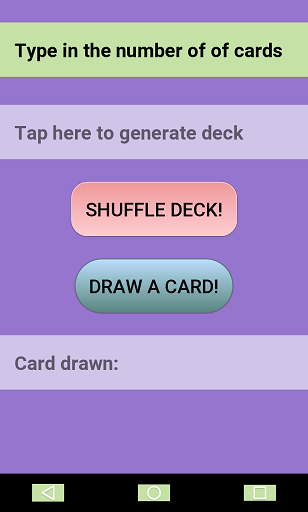 Type in the number of of cards
Tap here to generate deck
SHUFFLE DECK!
DRAW A CARD!
Card drawn: